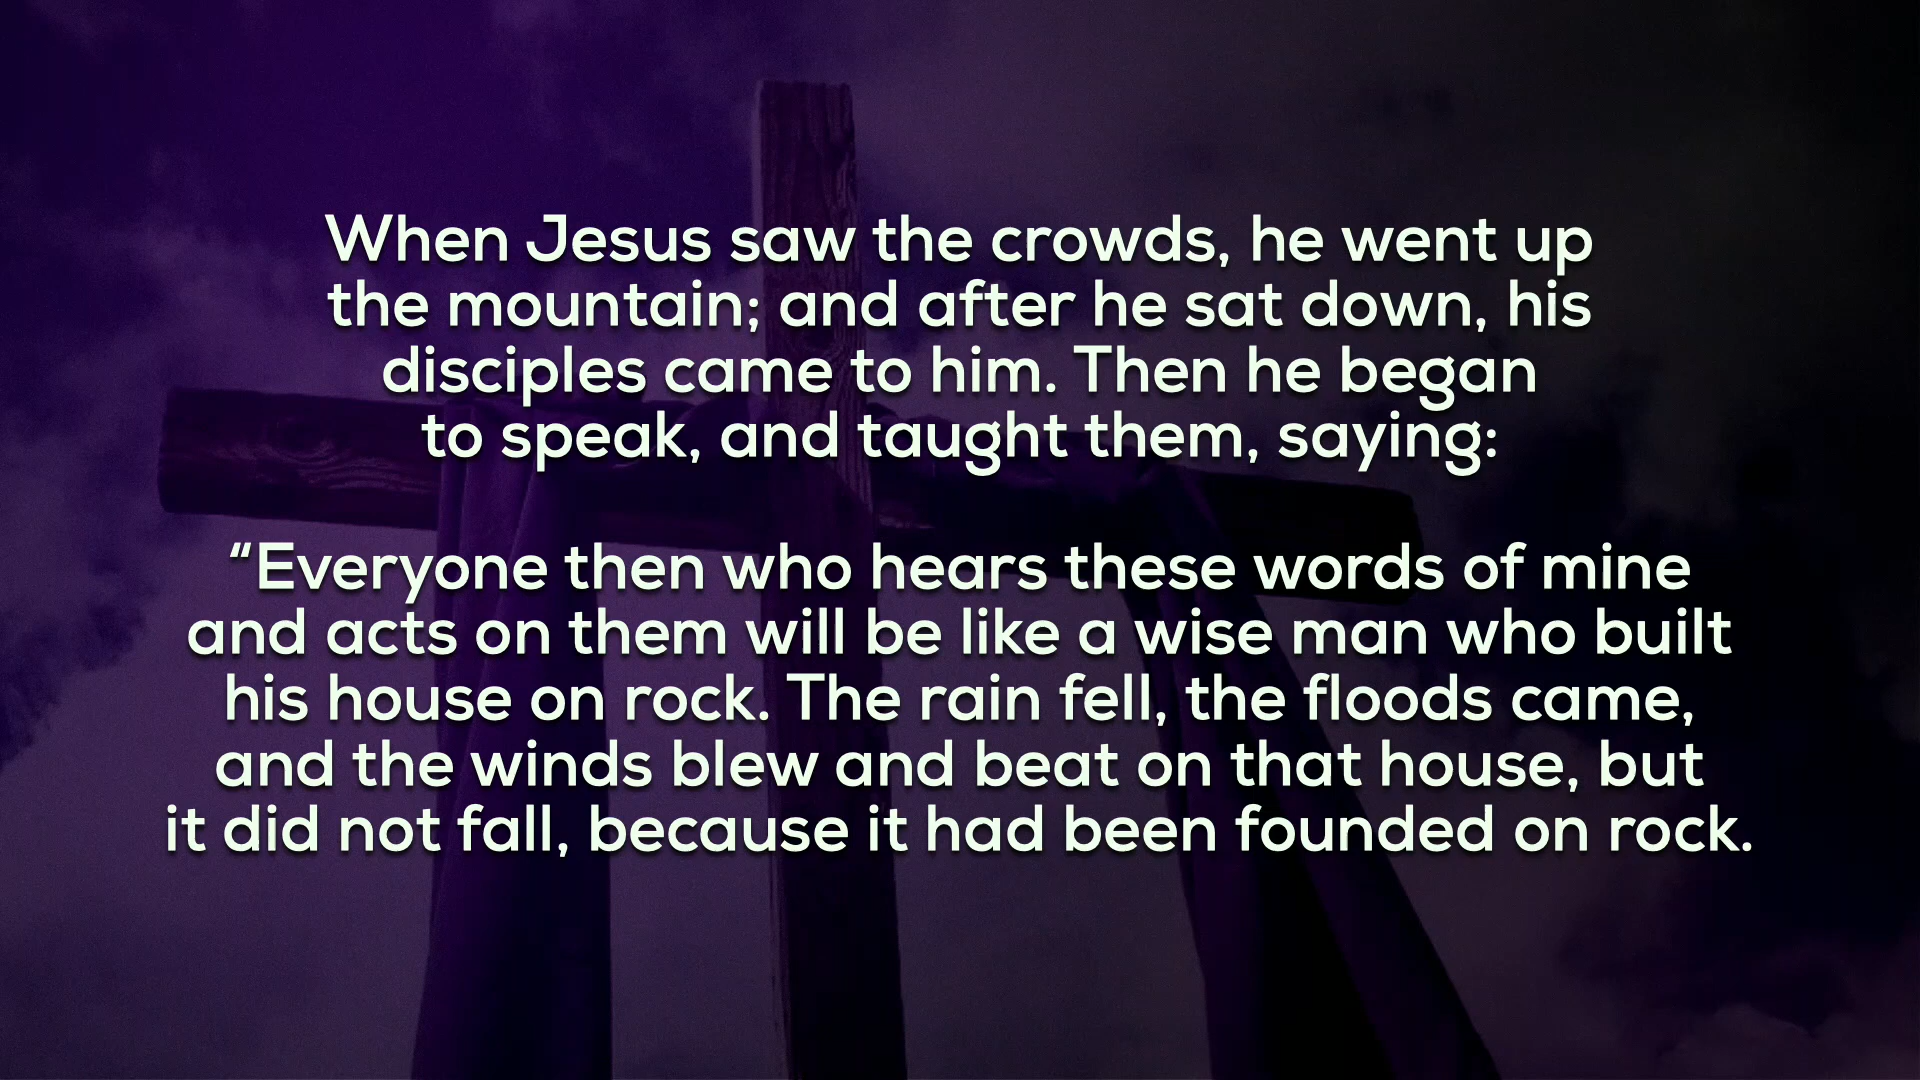 When Jesus saw the crowds, he went up
the mountain; and after he sat down, his
disciples came to him. Then he began
to speak, and taught them, saying:
“Everyone then who hears these words of mine
and acts on them will be like a wise man who built
his house on rock. The rain fell, the floods came,
and the winds blew and beat on that house, but
it did not fall, because it had been founded on rock.